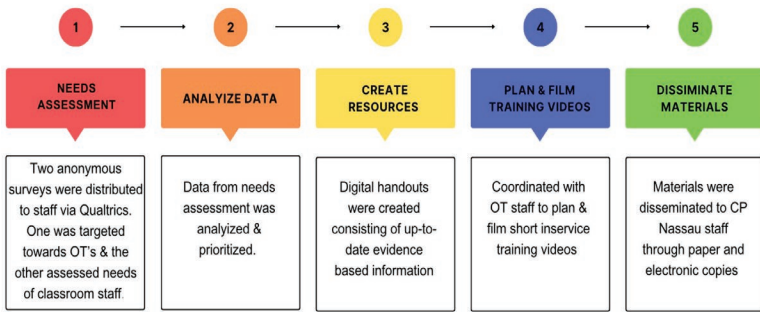 1
2
3
4
5
NEEDS
ASSESSMENT
ANALYIZE DATA
CREATE
RESOURCES
PLAN & FILM
TRAINING VIDEOS
DISSIMINATE
MATERIALS
Two anonymous
surveys were distributed
to staff via Qualtrics.
One was targeted
towards OT's & the
other assessed needs
of classroom staff.
Data from needs
assessment was
analyized &
prioritized.
Digital handouts
were created
consisting of up-to-
date evidence
based information
Coordinated with
OT staff to plan &
film short inservice
training videos
Materials were
disseminated to CP
Nassau staff
through paper and
electronic copies